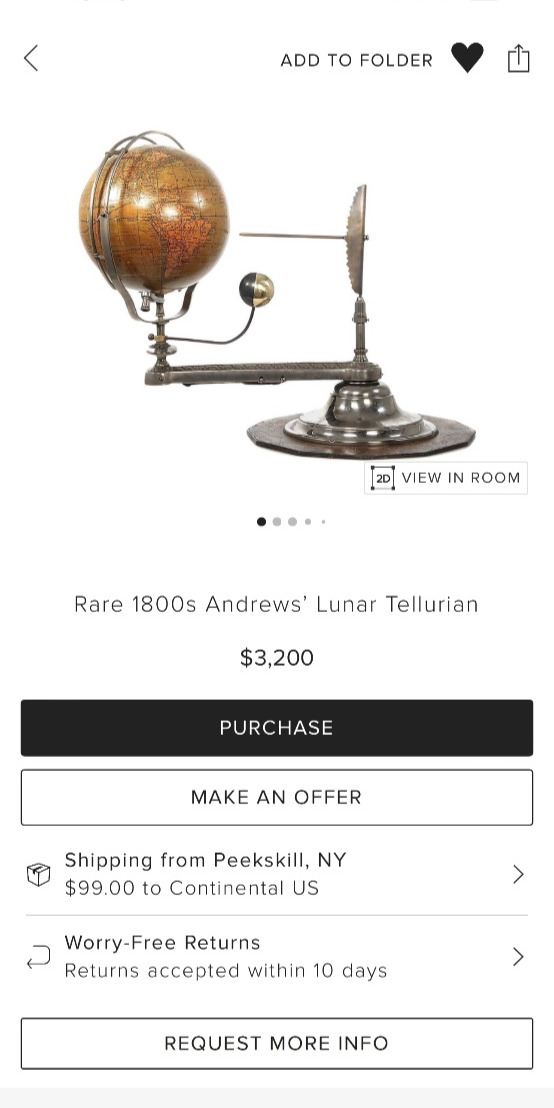 ADD TO FOLDER
2D VIEW IN ROOM
Rare 1800s Andrews’ Lunar Tellurian
$3,200
PURCHASE
MAKE AN OFFER
Shipping from Peekskill, NY
$99.00 to Continental US
Worry-Free Returns
Returns accepted within 10 days
REQUEST MORE INFO